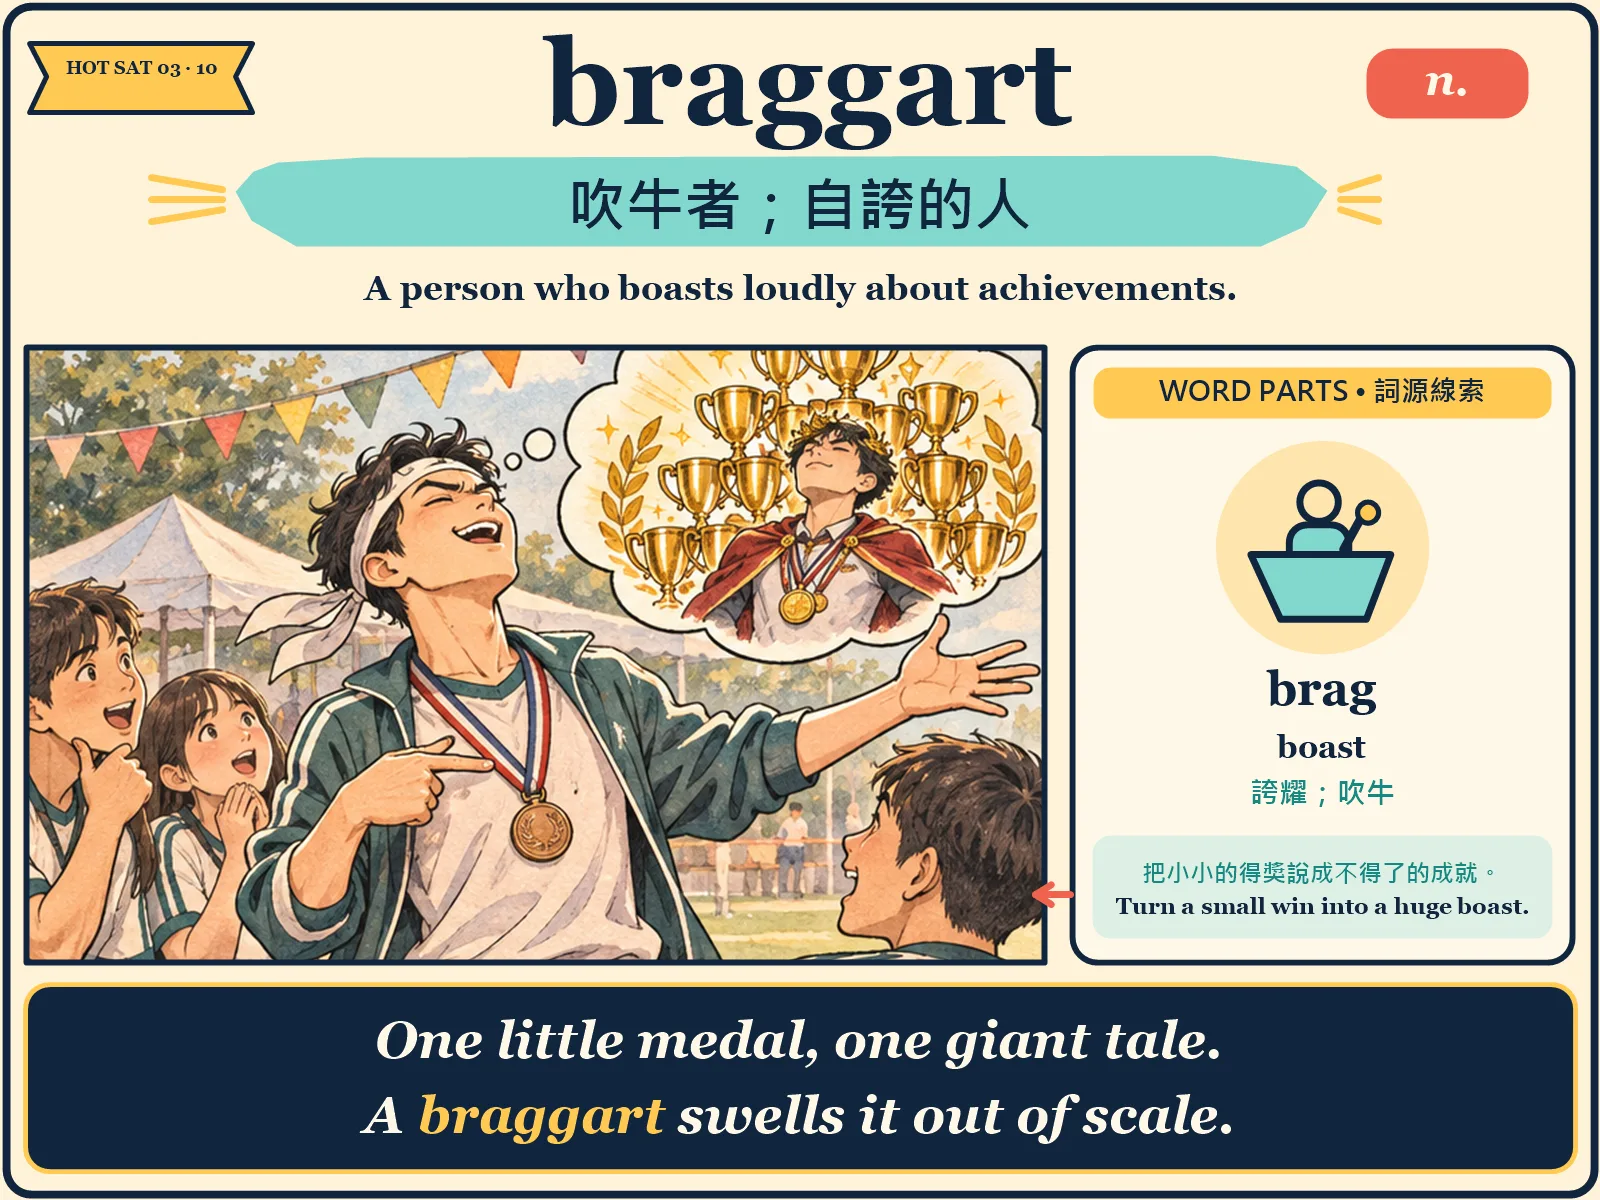 HOT SAT 03 · 10
braggart
n.
吹牛者；自誇的人
A person who boasts loudly about achievements.
WORD PARTS • 詞源線索
brag
boast
誇耀；吹牛
把小小的得獎說成不得了的成就。
Turn a small win into a huge boast.
One little medal, one giant tale.
A braggart swells it out of scale.